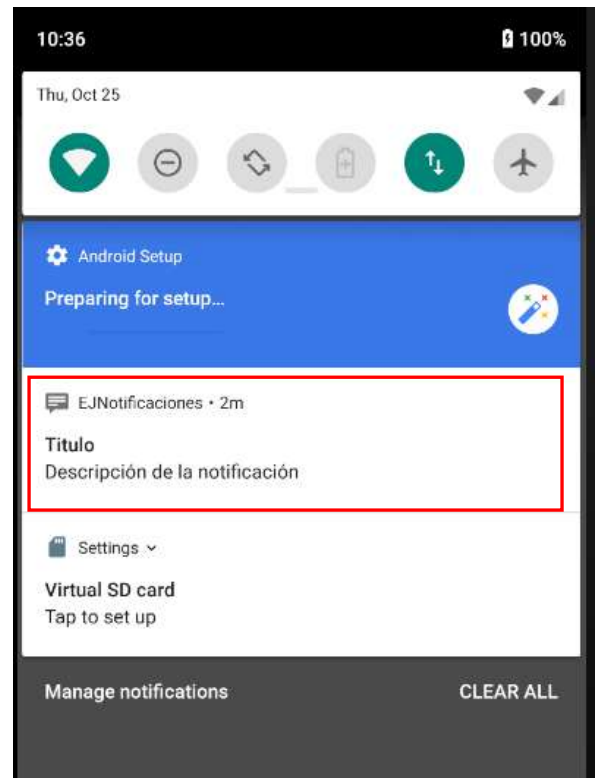 10:36 100%
Thu, Oct 25
Android Setup
Preparing for setup...
EJNotificaciones • 2m
Titulo
Descripción de la notificación
Settings
Virtual SD card
Tap to set up
Manage notifications CLEAR ALL